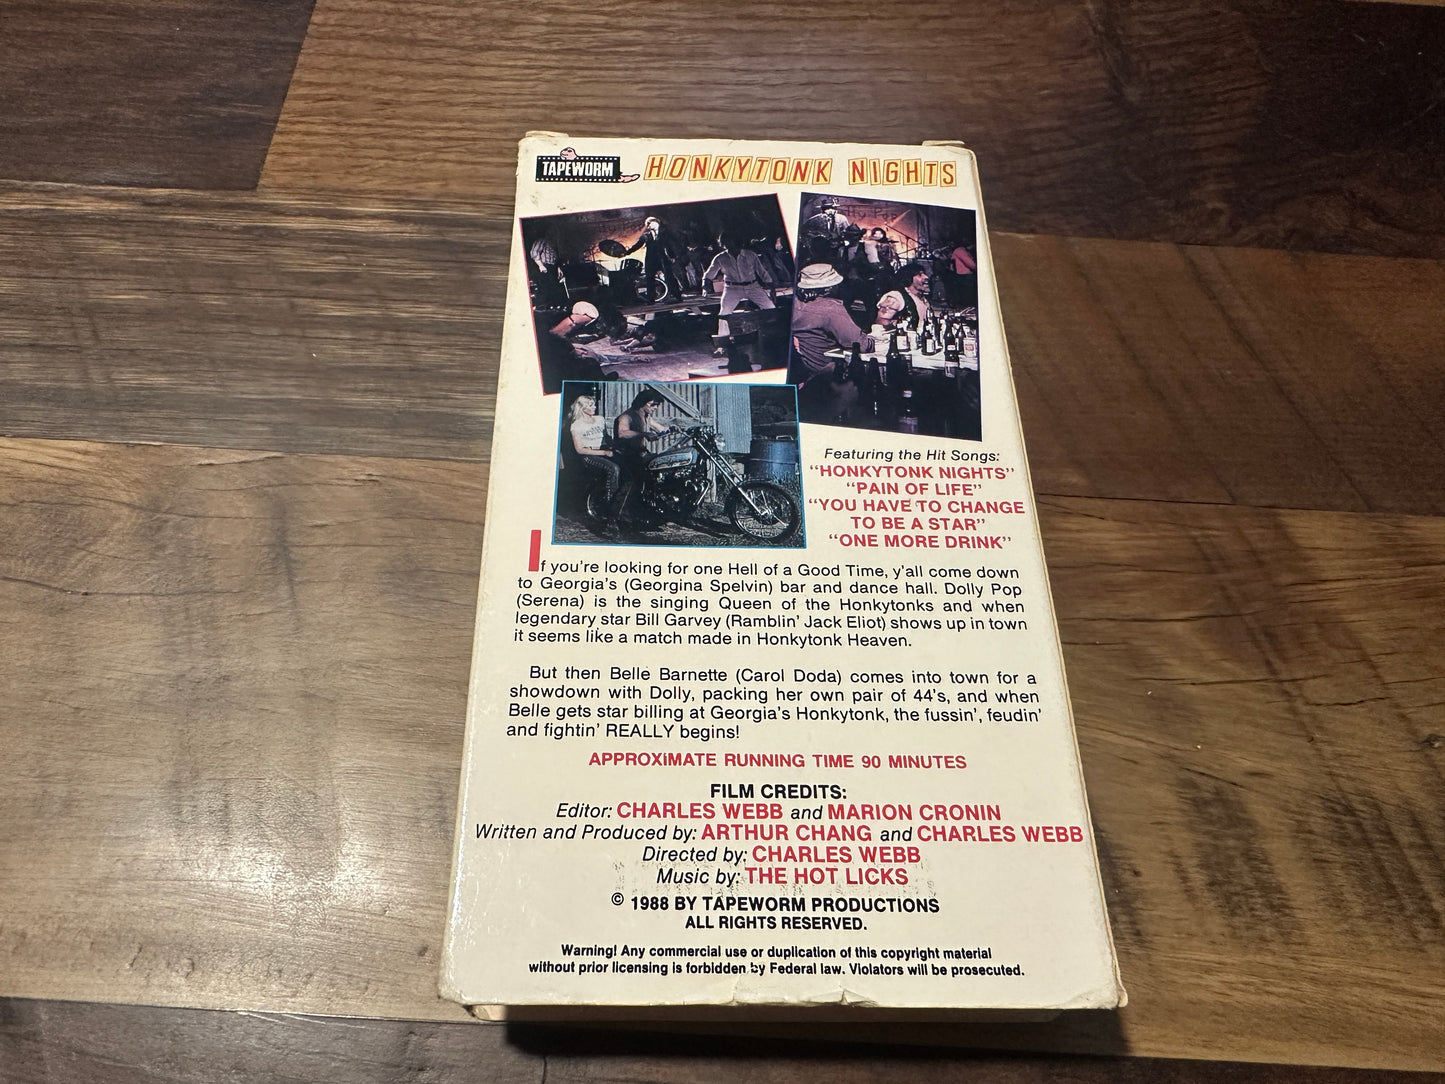 TAPEWORM HONKYTONK NIGHTS
Featuring the Hit Songs:
“HONKYTONK NIGHTS”
“PAIN OF LIFE”
“YOU HAVE TO CHANGE
TO BE A STAR”
“ONE MORE DRINK”
If you're looking for one Hell of a Good Time, y'all come down
to Georgia's (Georgina Spelvin) bar and dance hall. Dolly Pop
(Serena) is the singing Queen of the Honkytonks and when
legendary star Bill Garvey (Ramblin' Jack Eliot) shows up in town
it seems like a match made in Honkytonk Heaven.
But then Belle Barnette (Carol Doda) comes into town for a
showdown with Dolly, packing her own pair of 44's, and when
Belle gets star billing at Georgia's Honkytonk, the fussin', feudin'
and fightin' REALLY begins!
APPROXiMATE RUNNING TIME 90 MINUTES
FILM CREDITS:
Editor: CHARLES WEBB and MARION CRONIN
Written and Produced by: ARTHUR CHANG and CHARLES WEBB
Directed by: CHARLES WEBB
Music by: THE HOT LICKS
© 1988 BY TAPEWORM PRODUCTIONS
ALL RIGHTS RESERVED.
Warning! Any commercial use or duplication of this copyright material
without prior licensing is forbidden by Federal law. Violators will be prosecuted.